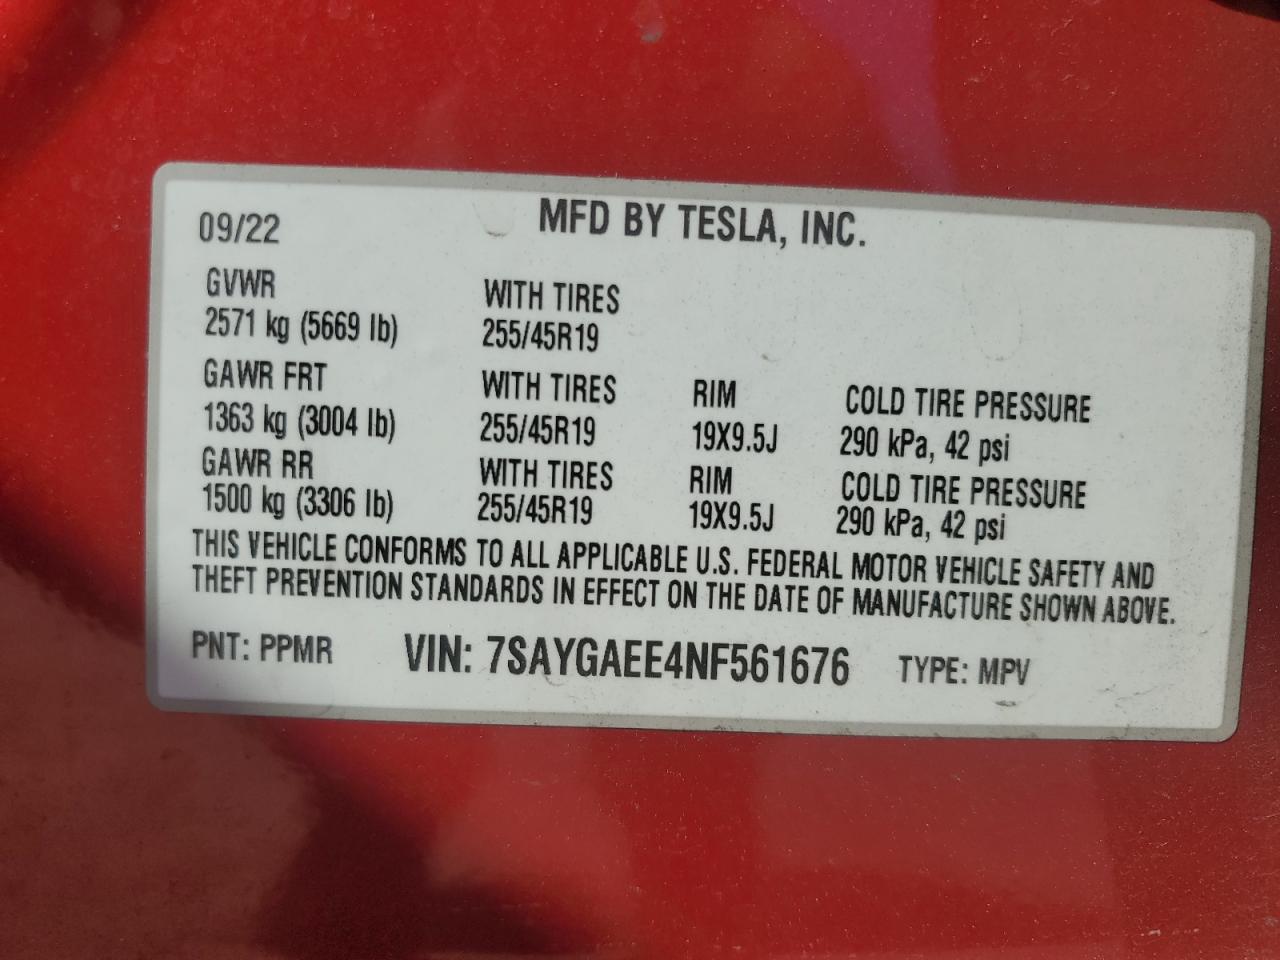 09/22 MFD BY TESLA, INC.
GVWR WITH TIRES
2571 kg (5669 lb) 255/45R19
GAWR FRT WITH TIRES RIM COLD TIRE PRESSURE
1363 kg (3004 lb) 255/45R19 19X9.5J 290 kPa, 42 psi
GAWR RR WITH TIRES RIM COLD TIRE PRESSURE
1500 kg (3306 lb) 255/45R19 19X9.5J 290 kPa, 42 psi
THIS VEHICLE CONFORMS TO ALL APPLICABLE U.S. FEDERAL MOTOR VEHICLE SAFETY AND
THEFT PREVENTION STANDARDS IN EFFECT ON THE DATE OF MANUFACTURE SHOWN ABOVE.
PNT: PPMR VIN: 7SAYGAEE4NF561676 TYPE: MPV